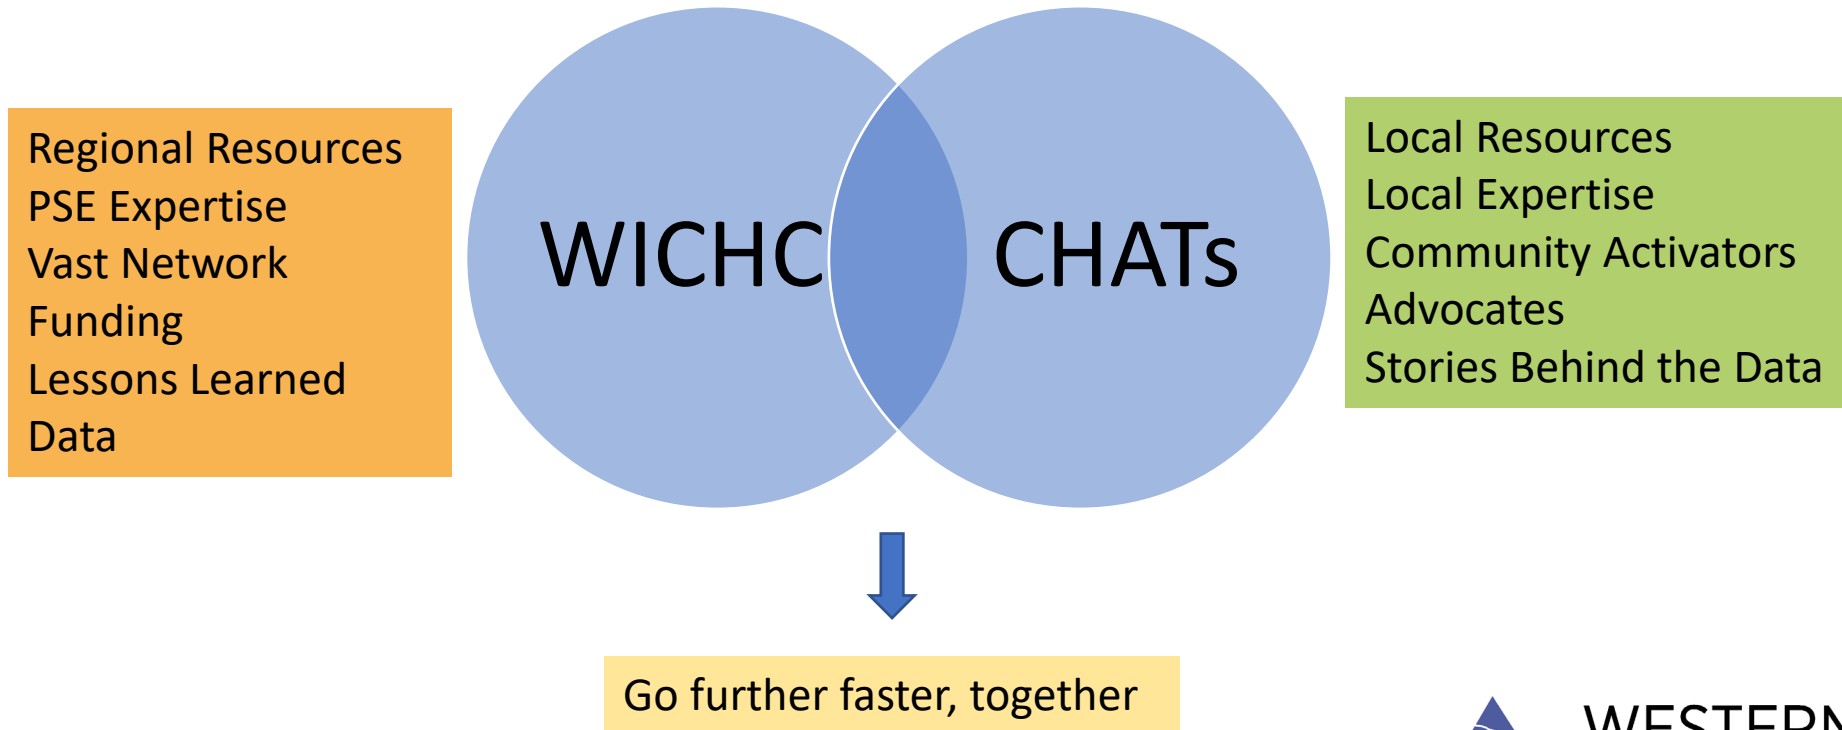 Regional Resources
PSE Expertise
Vast Network
Funding
Lessons Learned
Data
WICHC
CHATs
Local Resources
Local Expertise
Community Activators
Advocates
Stories Behind the Data
Go further faster, together
WESTERN